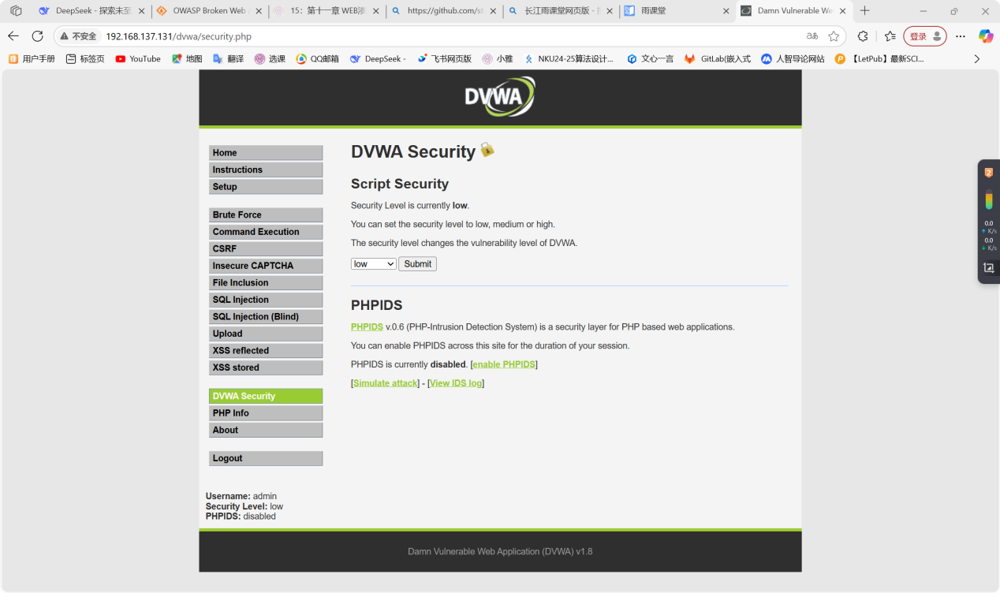 DeepSeek - 探索未至
OWASP Broken Web
15：第十一章 WEB渗
https://github.com/st
长江雨课堂网页版 - 扌
雨课堂
Damn Vulnerable We
不安全
192.168.137.131/dvwa/security.php
登录
用户手册
标签页
YouTube
地图
翻译
选课
QQ邮箱
DeepSeek -
飞书网页版
小雅
NKU24-25算法设计...
文心一言
GitLab(嵌入式
人智导论网站
【LetPub】最新SCI...
DVWA
Home
Instructions
Setup
Brute Force
Command Execution
CSRF
Insecure CAPTCHA
File Inclusion
SQL Injection
SQL Injection (Blind)
Upload
XSS reflected
XSS stored
DVWA Security
PHP Info
About
Logout
Username: admin
Security Level: low
PHPIDS: disabled
DVWA Security
Script Security
Security Level is currently low.
You can set the security level to low, medium or high.
The security level changes the vulnerability level of DVWA.
low Submit
PHPIDS
PHPIDS v.0.6 (PHP-Intrusion Detection System) is a security layer for PHP based web applications.
You can enable PHPIDS across this site for the duration of your session.
PHPIDS is currently disabled. [enable PHPIDS]
[Simulate attack] - [View IDS log]
2
0.0
↑ K/s
0.0
↓ K/s
Damn Vulnerable Web Application (DVWA) v1.8